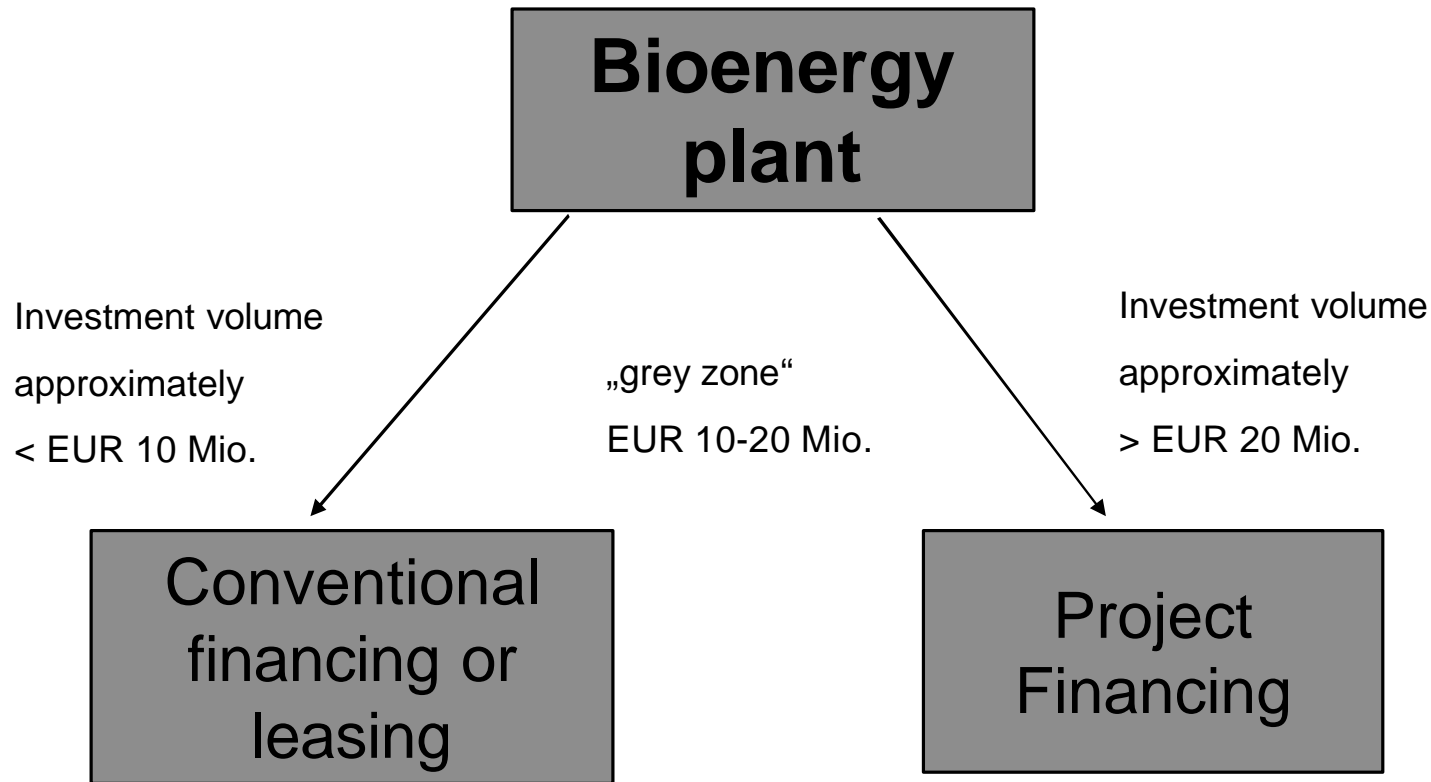 Bioenergy
plant
Investment volume
approximately
< EUR 10 Mio.
„grey zone“
EUR 10-20 Mio.
Investment volume
approximately
> EUR 20 Mio.
Conventional
financing or
leasing
Project
Financing